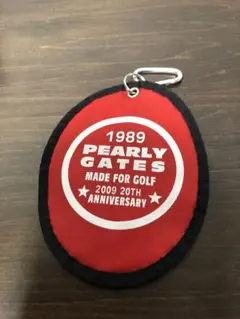 1989
PEARLY
GATES
MADE FOR GOLF
2009 20TH
ANNIVERSARY